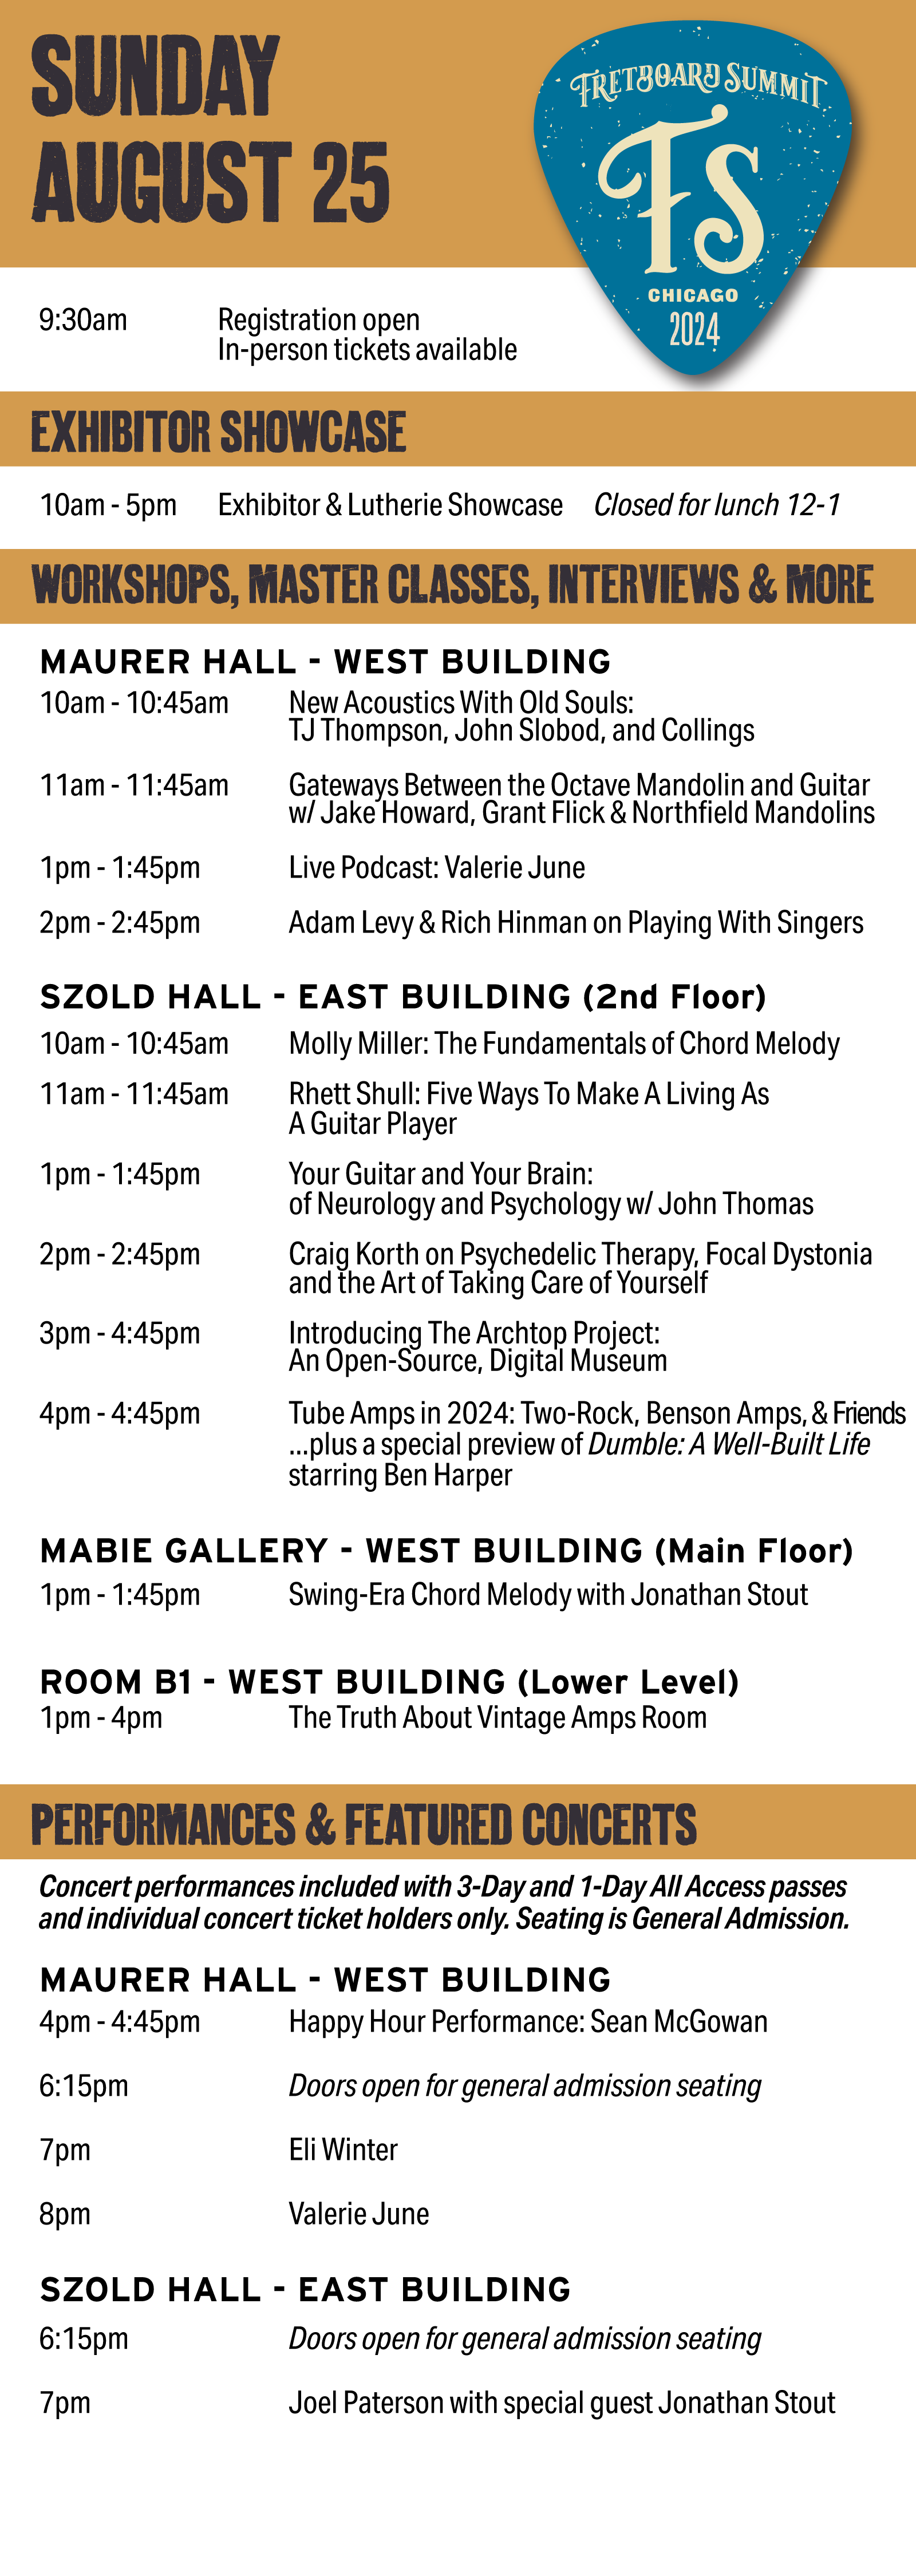 SUNDAY
AUGUST 25
FRETBOARD SUMMIT
FS
CHICAGO
2024
9:30am Registration open
In-person tickets available
EXHIBITOR SHOWCASE
10am - 5pm Exhibitor & Lutherie Showcase Closed for lunch 12-1
WORKSHOPS, MASTER CLASSES, INTERVIEWS & MORE
MAURER HALL - WEST BUILDING
10am - 10:45am New Acoustics With Old Souls:
TJ Thompson, John Slobod, and Collings
11am - 11:45am Gateways Between the Octave Mandolin and Guitar
w/ Jake Howard, Grant Flick & Northfield Mandolins
1pm - 1:45pm Live Podcast: Valerie June
2pm - 2:45pm Adam Levy & Rich Hinman on Playing With Singers
SZOLD HALL - EAST BUILDING (2nd Floor)
10am - 10:45am Molly Miller: The Fundamentals of Chord Melody
11am - 11:45am Rhett Shull: Five Ways To Make A Living As
A Guitar Player
1pm - 1:45pm Your Guitar and Your Brain:
of Neurology and Psychology w/ John Thomas
2pm - 2:45pm Craig Korth on Psychedelic Therapy, Focal Dystonia
and the Art of Taking Care of Yourself
3pm - 4:45pm Introducing The Archtop Project:
An Open-Source, Digital Museum
4pm - 4:45pm Tube Amps in 2024: Two-Rock, Benson Amps, & Friends
...plus a special preview of Dumble: A Well-Built Life
starring Ben Harper
MABIE GALLERY - WEST BUILDING (Main Floor)
1pm - 1:45pm Swing-Era Chord Melody with Jonathan Stout
ROOM B1 - WEST BUILDING (Lower Level)
1pm - 4pm The Truth About Vintage Amps Room
PERFORMANCES & FEATURED CONCERTS
Concert performances included with 3-Day and 1-Day All Access passes
and individual concert ticket holders only. Seating is General Admission.
MAURER HALL - WEST BUILDING
4pm - 4:45pm Happy Hour Performance: Sean McGowan
6:15pm Doors open for general admission seating
7pm Eli Winter
8pm Valerie June
SZOLD HALL - EAST BUILDING
6:15pm Doors open for general admission seating
7pm Joel Paterson with special guest Jonathan Stout